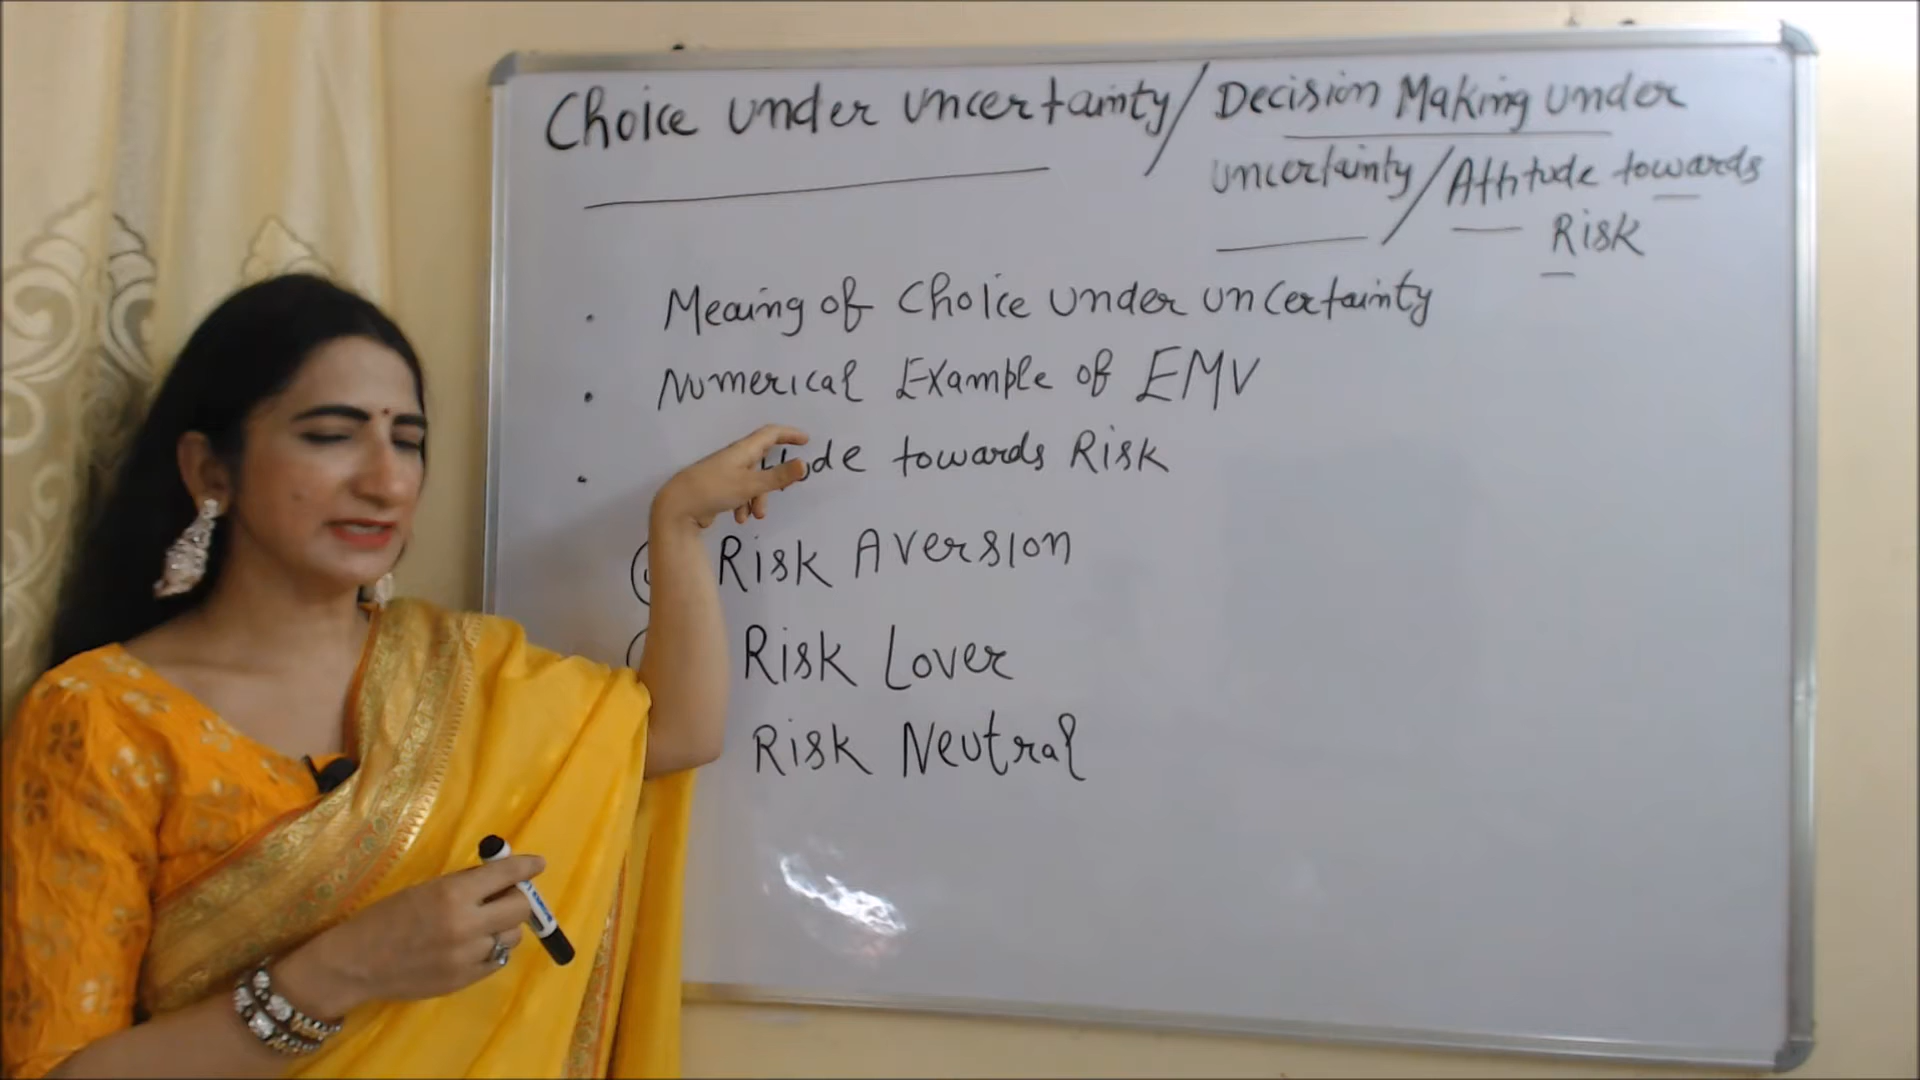 Choice under uncertainty/ Decision Making under
uncertainty/ Attitude towards
Risk
. Meaing of choice under uncertainty
. Numerical Example of EMV
. towards Risk
Risk Aversion
Risk Lover
Risk Neutral